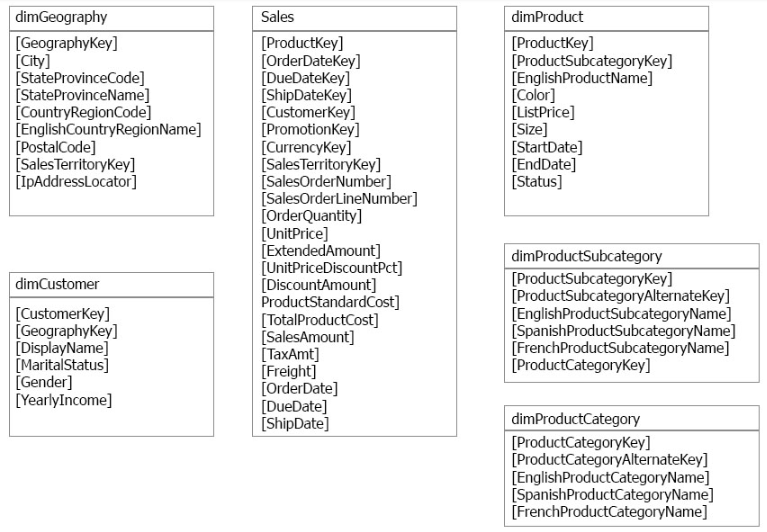 dimGeography
[GeographyKey]
[City]
[StateProvinceCode]
[StateProvinceName]
[CountryRegionCode]
[EnglishCountryRegionName]
[PostalCode]
[SalesTerritoryKey]
[IpAddressLocator]
dimCustomer
[CustomerKey]
[GeographyKey]
[DisplayName]
[MaritalStatus]
[Gender]
[YearlyIncome]
Sales
[ProductKey]
[OrderDateKey]
[DueDateKey]
[ShipDateKey]
[CustomerKey]
[PromotionKey]
[CurrencyKey]
[SalesTerritoryKey]
[SalesOrderNumber]
[SalesOrderLineNumber]
[OrderQuantity]
[UnitPrice]
[ExtendedAmount]
[UnitPriceDiscountPct]
[DiscountAmount]
ProductStandardCost]
[TotalProductCost]
[SalesAmount]
[TaxAmt]
[Freight]
[OrderDate]
[DueDate]
[ShipDate]
dimProduct
[ProductKey]
[ProductSubcategoryKey]
[EnglishProductName]
[Color]
[ListPrice]
[Size]
[StartDate]
[EndDate]
[Status]
dimProductSubcategory
[ProductSubcategoryKey]
[ProductSubcategoryAlternateKey]
[EnglishProductSubcategoryName]
[SpanishProductSubcategoryName]
[FrenchProductSubcategoryName]
[ProductCategoryKey]
dimProductCategory
[ProductCategoryKey]
[ProductCategoryAlternateKey]
[EnglishProductCategoryName]
[SpanishProductCategoryName]
[FrenchProductCategoryName]